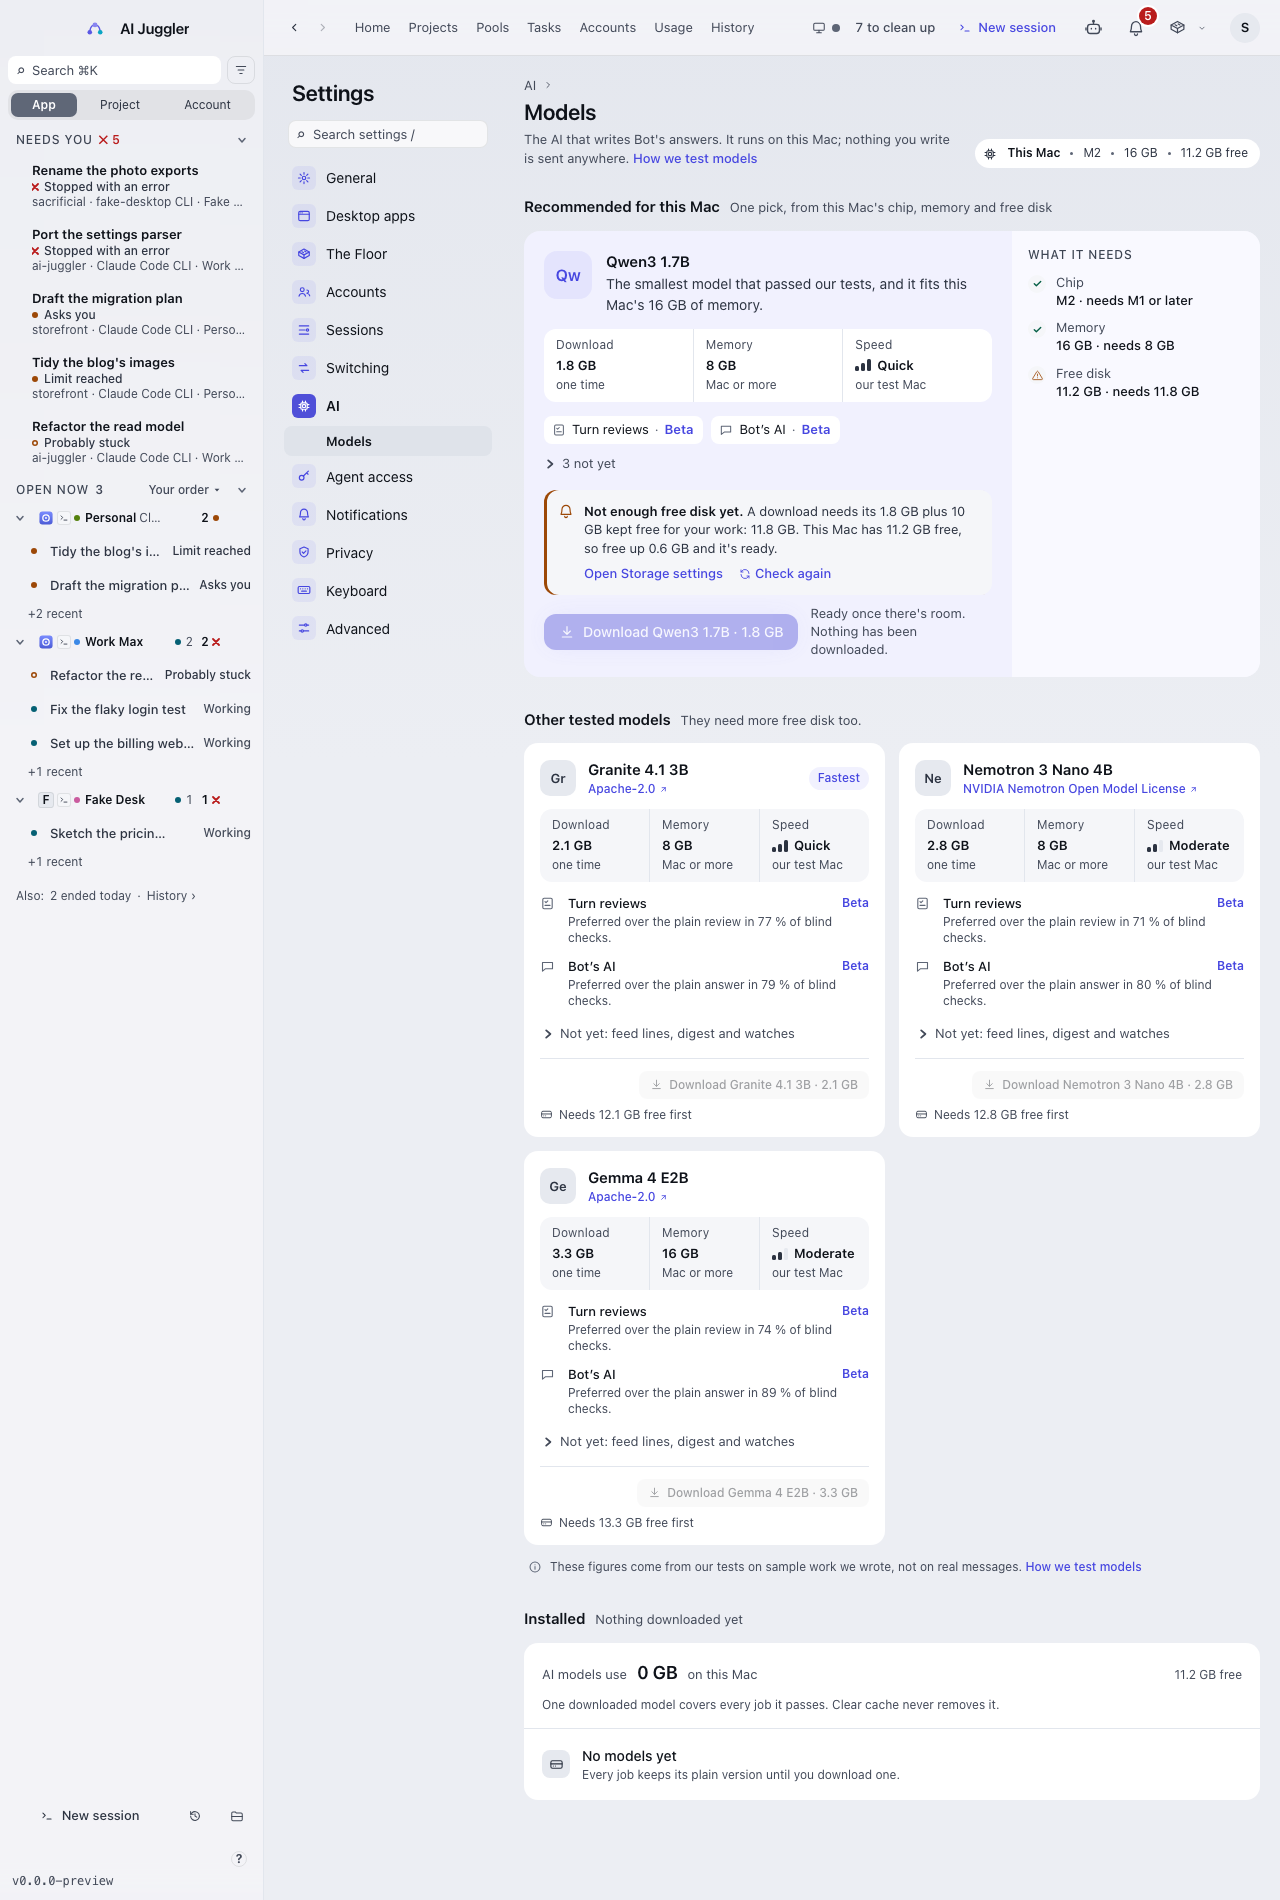 AI Juggler
Search ⌘K
App
Project
Account
NEEDS YOU 5
Rename the photo exports
Stopped with an error
sacrificial · fake-desktop CLI · Fake ...
Port the settings parser
Stopped with an error
ai-juggler · Claude Code CLI · Work ...
Draft the migration plan
Asks you
storefront · Claude Code CLI · Perso...
Tidy the blog's images
Limit reached
storefront · Claude Code CLI · Perso...
Refactor the read model
Probably stuck
ai-juggler · Claude Code CLI · Work ...
OPEN NOW 3
Your order
Personal Cl...
2
Tidy the blog's i...
Limit reached
Draft the migration p...
Asks you
+2 recent
Work Max
2 2
Refactor the re...
Probably stuck
Fix the flaky login test
Working
Set up the billing web...
Working
+1 recent
F
Fake Desk
1 1
Sketch the pricin...
Working
+1 recent
Also: 2 ended today · History ›
New session
?
v0.0.0-preview
Home
Projects
Pools
Tasks
Accounts
Usage
History
7 to clean up
New session
5
S
Settings
Search settings /
General
Desktop apps
The Floor
Accounts
Sessions
Switching
AI
Models
Agent access
Notifications
Privacy
Keyboard
Advanced
AI
Models
The AI that writes Bot's answers. It runs on this Mac; nothing you write
is sent anywhere. How we test models
This Mac • M2 • 16 GB • 11.2 GB free
Recommended for this Mac
One pick, from this Mac's chip, memory and free disk
Qw
Qwen3 1.7B
The smallest model that passed our tests, and it fits this
Mac's 16 GB of memory.
Download
1.8 GB
one time
Memory
8 GB
Mac or more
Speed
Quick
our test Mac
Turn reviews · Beta
Bot's AI · Beta
3 not yet
Not enough free disk yet. A download needs its 1.8 GB plus 10
GB kept free for your work: 11.8 GB. This Mac has 11.2 GB free,
so free up 0.6 GB and it's ready.
Open Storage settings
Check again
Download Qwen3 1.7B · 1.8 GB
Ready once there's room.
Nothing has been
downloaded.
WHAT IT NEEDS
Chip
M2 · needs M1 or later
Memory
16 GB · needs 8 GB
Free disk
11.2 GB · needs 11.8 GB
Other tested models
They need more free disk too.
Gr
Granite 4.1 3B
Apache-2.0
Fastest
Download
2.1 GB
one time
Memory
8 GB
Mac or more
Speed
Quick
our test Mac
Turn reviews
Beta
Preferred over the plain review in 77 % of blind
checks.
Bot's AI
Beta
Preferred over the plain answer in 79 % of blind
checks.
Not yet: feed lines, digest and watches
Download Granite 4.1 3B · 2.1 GB
Needs 12.1 GB free first
Ne
Nemotron 3 Nano 4B
NVIDIA Nemotron Open Model License
Download
2.8 GB
one time
Memory
8 GB
Mac or more
Speed
Moderate
our test Mac
Turn reviews
Beta
Preferred over the plain review in 71 % of blind
checks.
Bot's AI
Beta
Preferred over the plain answer in 80 % of blind
checks.
Not yet: feed lines, digest and watches
Download Nemotron 3 Nano 4B · 2.8 GB
Needs 12.8 GB free first
Ge
Gemma 4 E2B
Apache-2.0
Download
3.3 GB
one time
Memory
16 GB
Mac or more
Speed
Moderate
our test Mac
Turn reviews
Beta
Preferred over the plain review in 74 % of blind
checks.
Bot's AI
Beta
Preferred over the plain answer in 89 % of blind
checks.
Not yet: feed lines, digest and watches
Download Gemma 4 E2B · 3.3 GB
Needs 13.3 GB free first
These figures come from our tests on sample work we wrote, not on real messages. How we test models
Installed
Nothing downloaded yet
AI models use 0 GB on this Mac
11.2 GB free
One downloaded model covers every job it passes. Clear cache never removes it.
No models yet
Every job keeps its plain version until you download one.